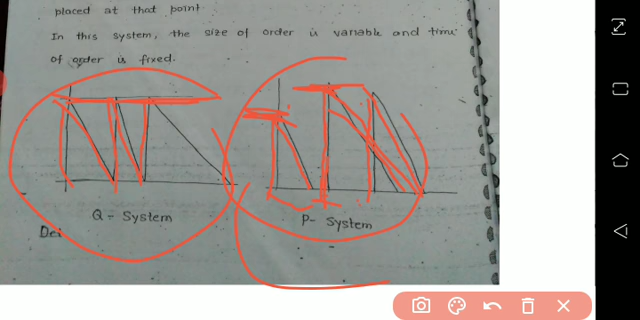 placed at that point
In this system, the size of order is variable and time
of order is fixed.
Q - System
P- System
Dei